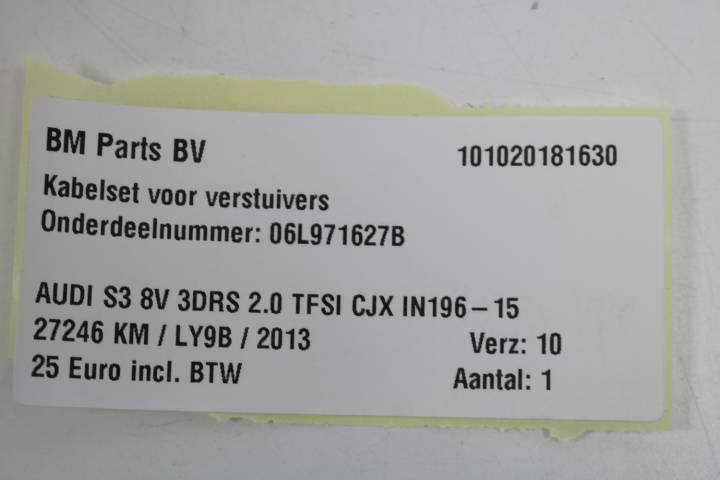 BM Parts BV 101020181630
Kabelset voor verstuivers
Onderdeelnummer: 06L971627B
AUDI S3 8V 3DRS 2.0 TFSI CJX IN196-15
27246 KM / LY9B / 2013 Verz: 10
25 Euro incl. BTW Aantal: 1